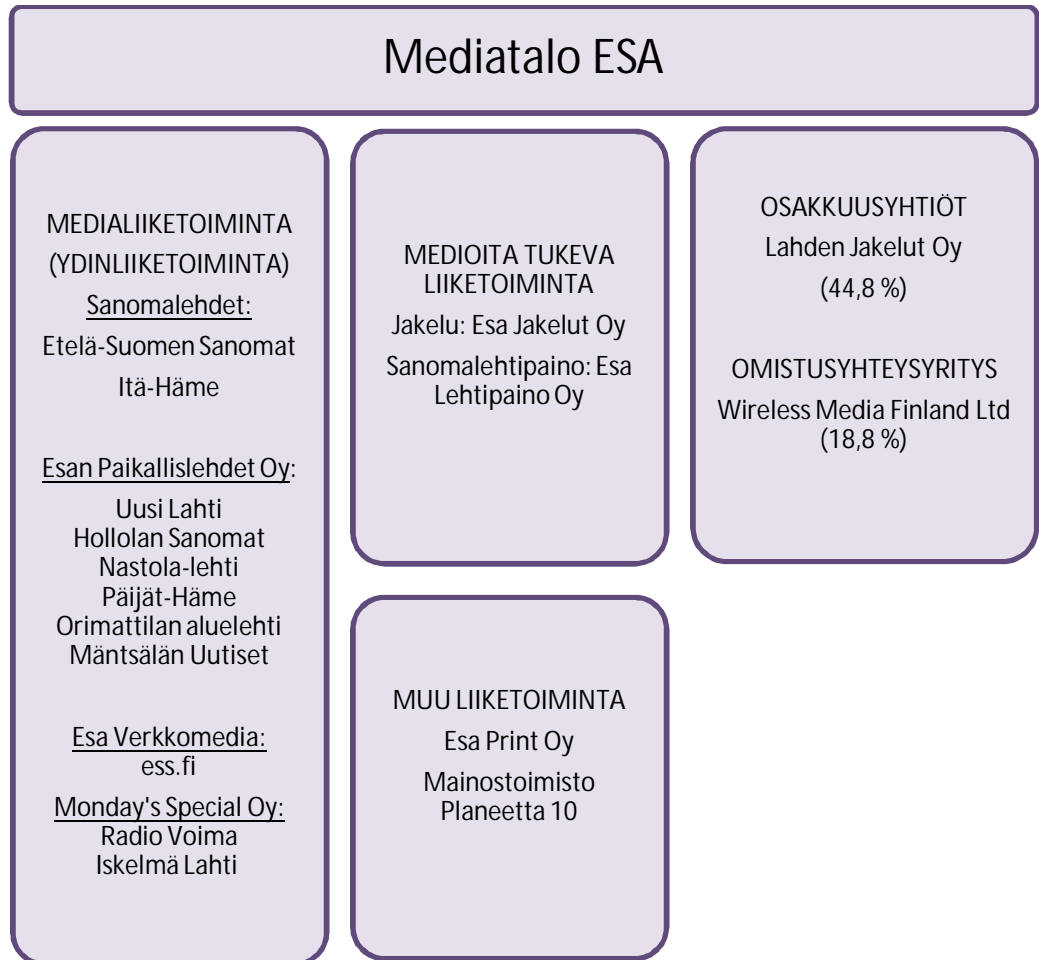 Mediatalo ESA
MEDIALIIKETOIMINTA
(YDINLIIKETOIMINTA)
Sanomalehdet:
Etelä-Suomen Sanomat
Itä-Häme
Esan Paikallislehdet Oy:
Uusi Lahti
Hollolan Sanomat
Nastola-lehti
Päijät-Häme
Orimattilan aluelehti
Mäntsälän Uutiset
Esa Verkkomedia:
ess.fi
Monday's Special Oy:
Radio Voima
Iskelmä Lahti
MEDIOITA TUKEVA
LIIKETOIMINTA
Jakelu: Esa Jakelut Oy
Sanomalehtipaino: Esa
Lehtipaino Oy
MUU LIIKETOIMINTA
Esa Print Oy
Mainostoimisto
Planeetta 10
OSAKKUUSYHTIÖT
Lahden Jakelut Oy
(44,8 %)
OMISTUSYHTEYSYRITYS
Wireless Media Finland Ltd
(18,8 %)